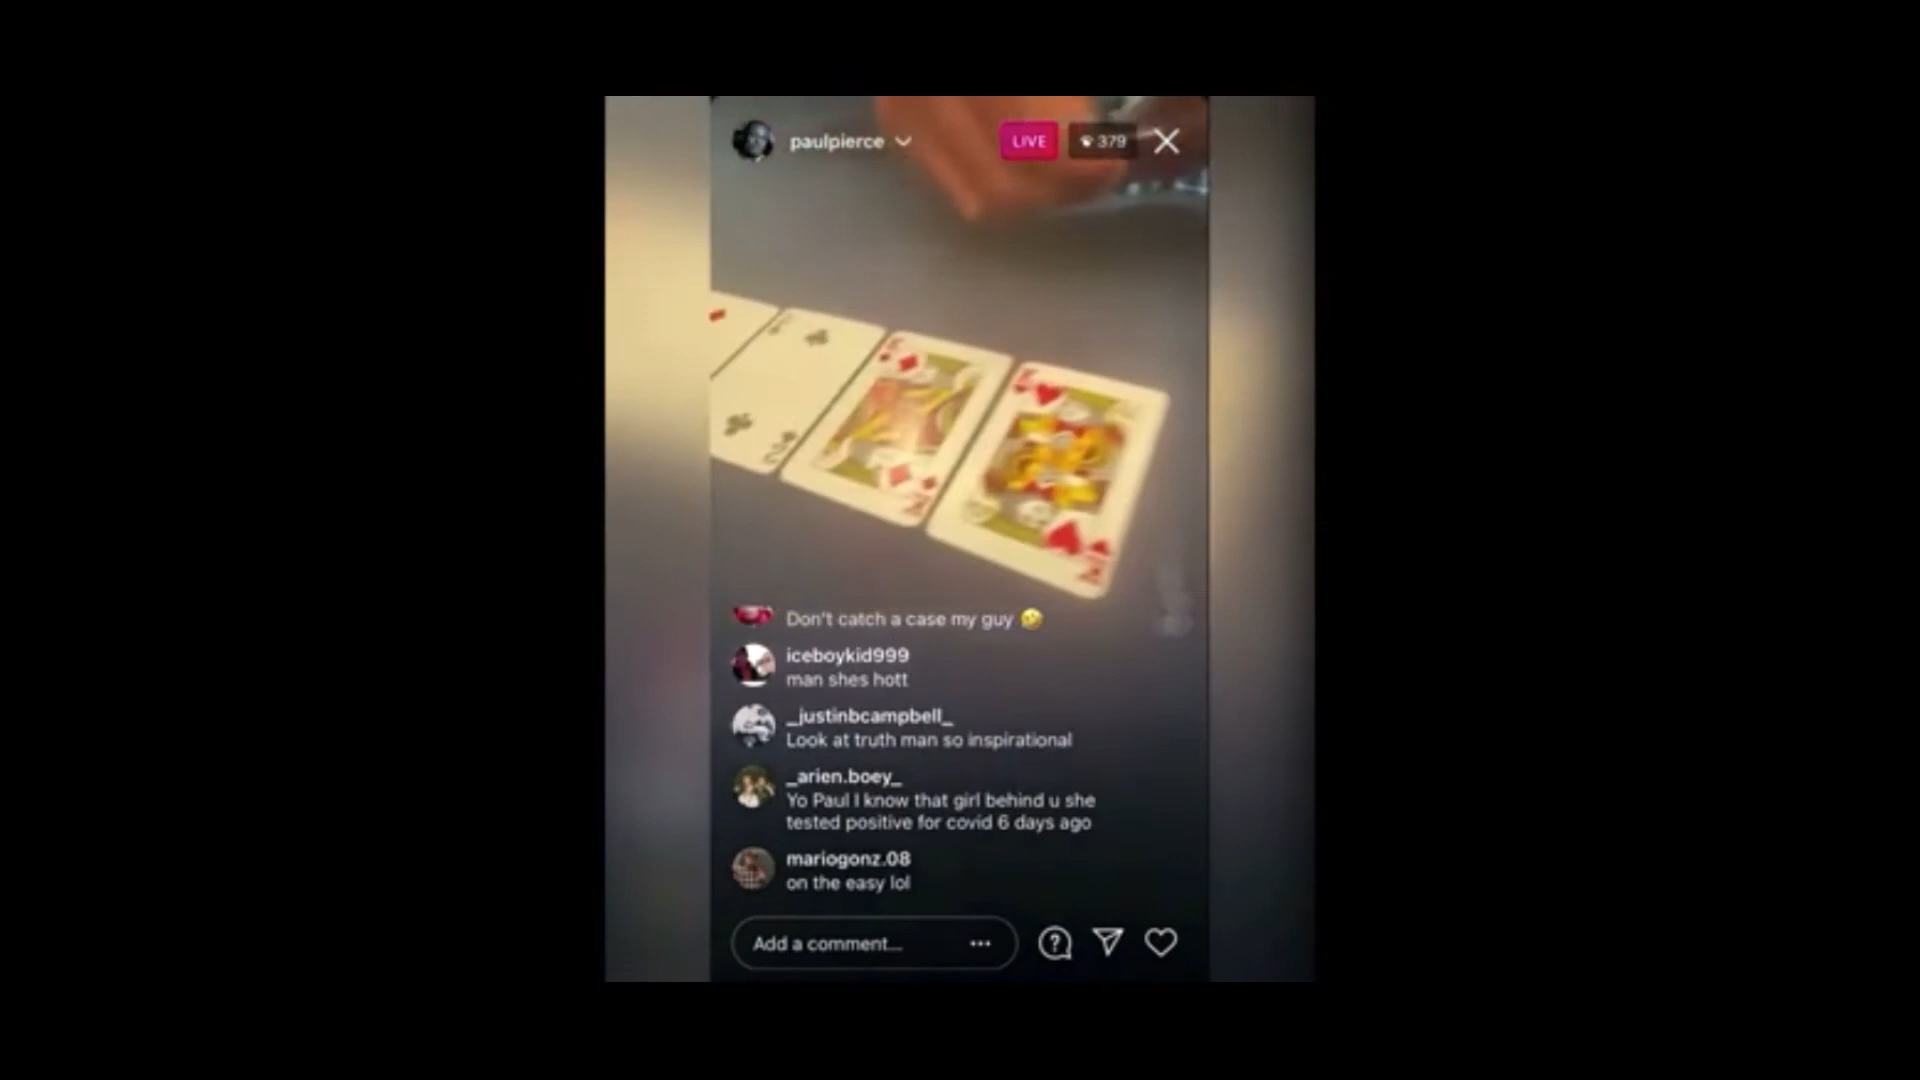 paulpierce
LIVE
379
Don't catch a case my guy 🤣
iceboykid999
man shes hott
_justinbcampbell_
Look at truth man so inspirational
_arien.boey_
Yo Paul I know that girl behind u she
tested positive for covid 6 days ago
mariogonz.08
on the easy lol
Add a comment...